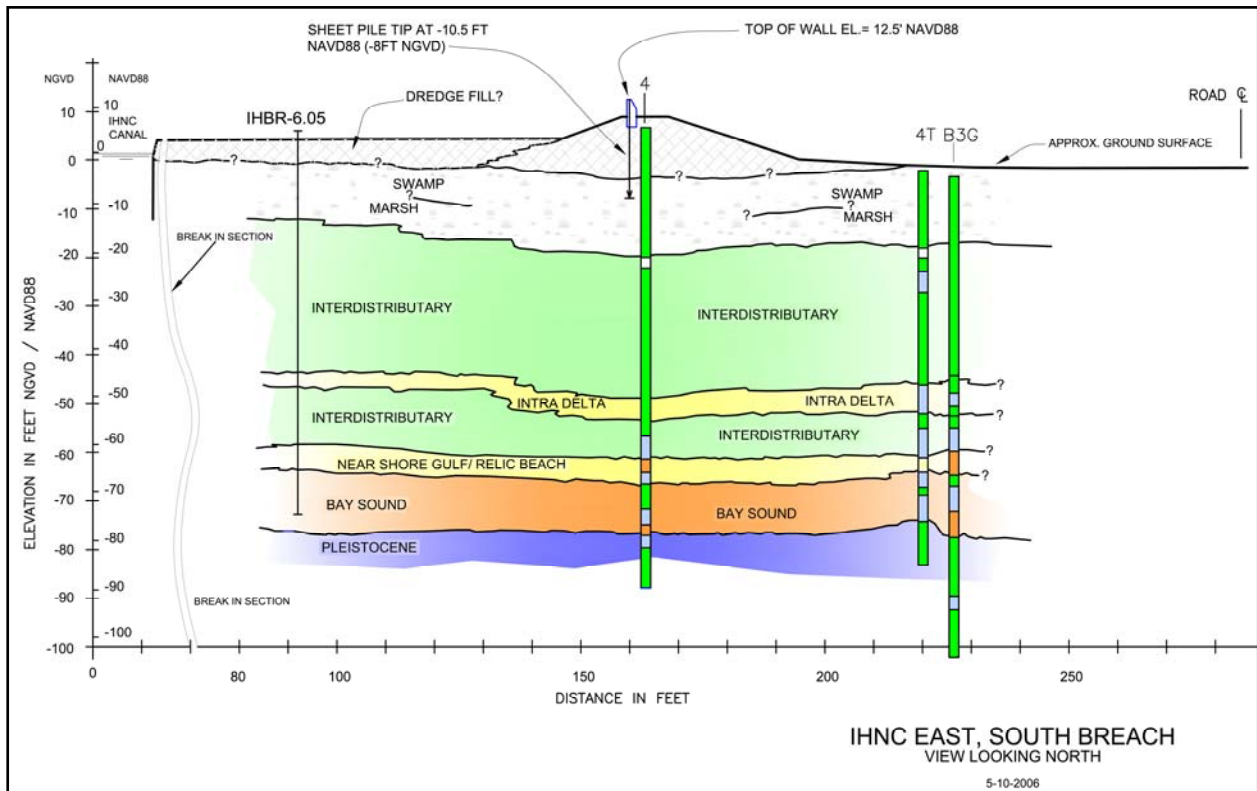 SHEET PILE TIP AT -10.5 FT
NAVD88 (-8FT NGVD)
TOP OF WALL EL.= 12.5' NAVD88
NGVD
NAVD88
4
10
10
DREDGE FILL?
ROAD ℄
IHNC
CANAL
IHBR-6.05
4T B3G
0
0
APPROX. GROUND SURFACE
?
?
?
?
?
SWAMP
?
MARSH
SWAMP
?
MARSH
?
-10
-10
BREAK IN SECTION
-20
-20
INTERDISTRIBUTARY
INTERDISTRIBUTARY
-30
-30
-40
-40
?
-50
-50
INTRA DELTA
INTRA DELTA
?
INTERDISTRIBUTARY
INTERDISTRIBUTARY
-60
-60
?
NEAR SHORE GULF/ RELIC BEACH
?
-70
-70
BAY SOUND
BAY SOUND
-80
-80
PLEISTOCENE
-90
-90
BREAK IN SECTION
-100
-100
ELEVATION IN FEET NGVD / NAVD88
0
80
150
200
250
DISTANCE IN FEET
IHNC EAST, SOUTH BREACH
VIEW LOOKING NORTH
5-10-2006